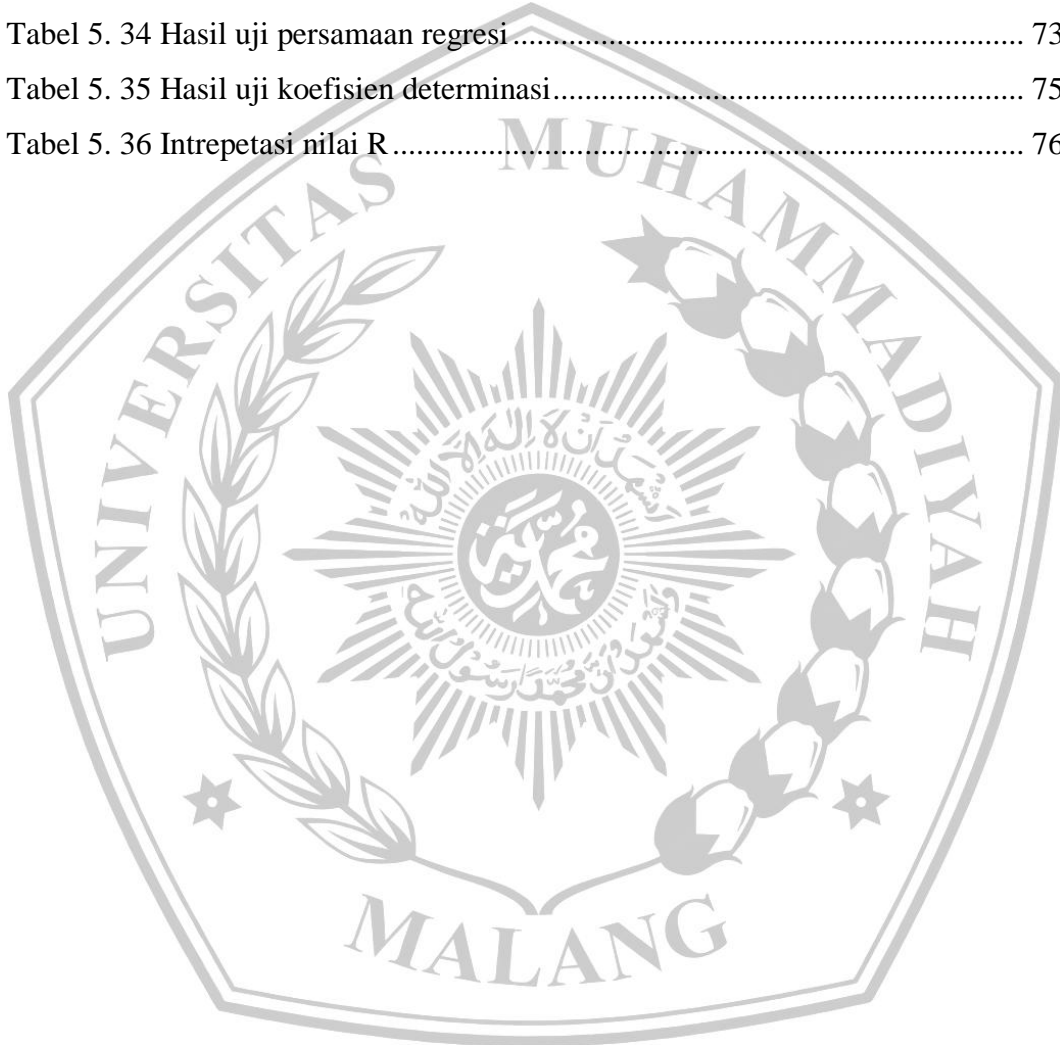 Tabel 5. 34 Hasil uji persamaan regresi ................................................................ 73
Tabel 5. 35 Hasil uji koefisien determinasi ........................................................... 75
Tabel 5. 36 Intrepetasi nilai R ............................................................................... 76
UNIVERSITAS MUHAMMADIYAH
MALANG